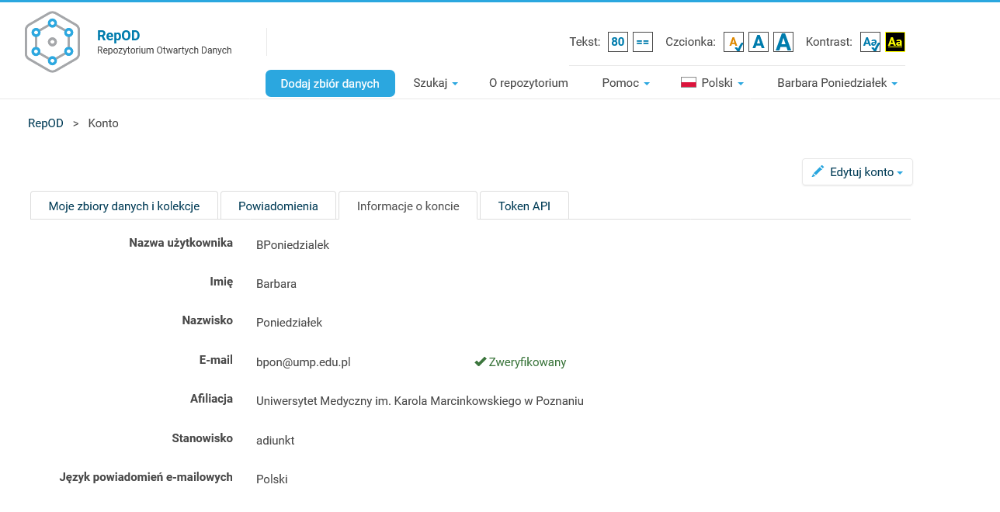 RepOD
Repozytorium Otwartych Danych
Tekst: 80 == Czcionka: A A A Kontrast: Aa Aa
Dodaj zbiór danych Szukaj O repozytorium Pomoc Polski Barbara Poniedziałek
RepOD > Konto
Edytuj konto
Moje zbiory danych i kolekcje Powiadomienia Informacje o koncie Token API
Nazwa użytkownika BPoniedzialek
Imię Barbara
Nazwisko Poniedziałek
E-mail bpon@ump.edu.pl Zweryfikowany
Afiliacja Uniwersytet Medyczny im. Karola Marcinkowskiego w Poznaniu
Stanowisko adiunkt
Język powiadomień e-mailowych Polski